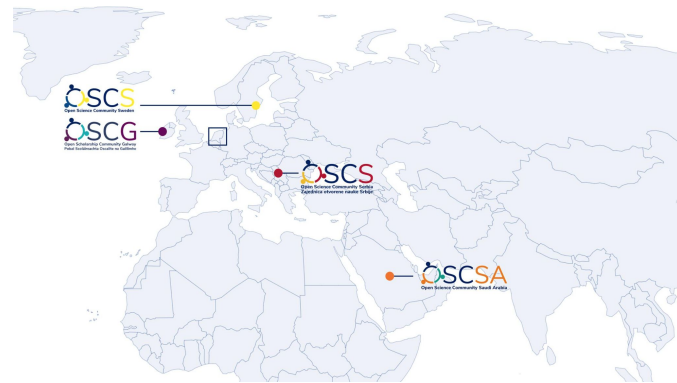 OSCS
Open Science Community Sweden
OSCG
Open Scholarship Community Galway
Pobal Scoláireachta Oscailte na Gaillimhe
OSCS
Open Science Community Serbia
Zajednica otvorene nauke Srbije
OSCSA
Open Science Community Saudi Arabia